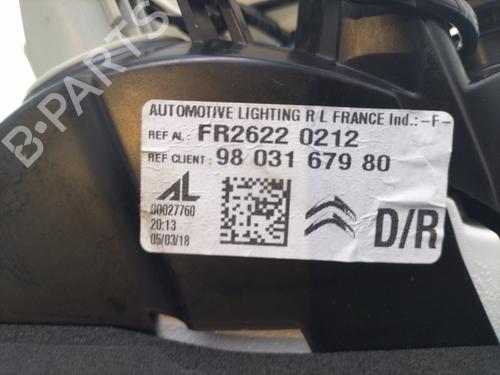 B-PARTS
AUTOMOTIVE LIGHTING R L FRANCE Ind.:-F-
REF AL: FR2622 0212
REF CLIENT: 98 031 679 80
AL
00027760
20:13
05/03/18
D/R